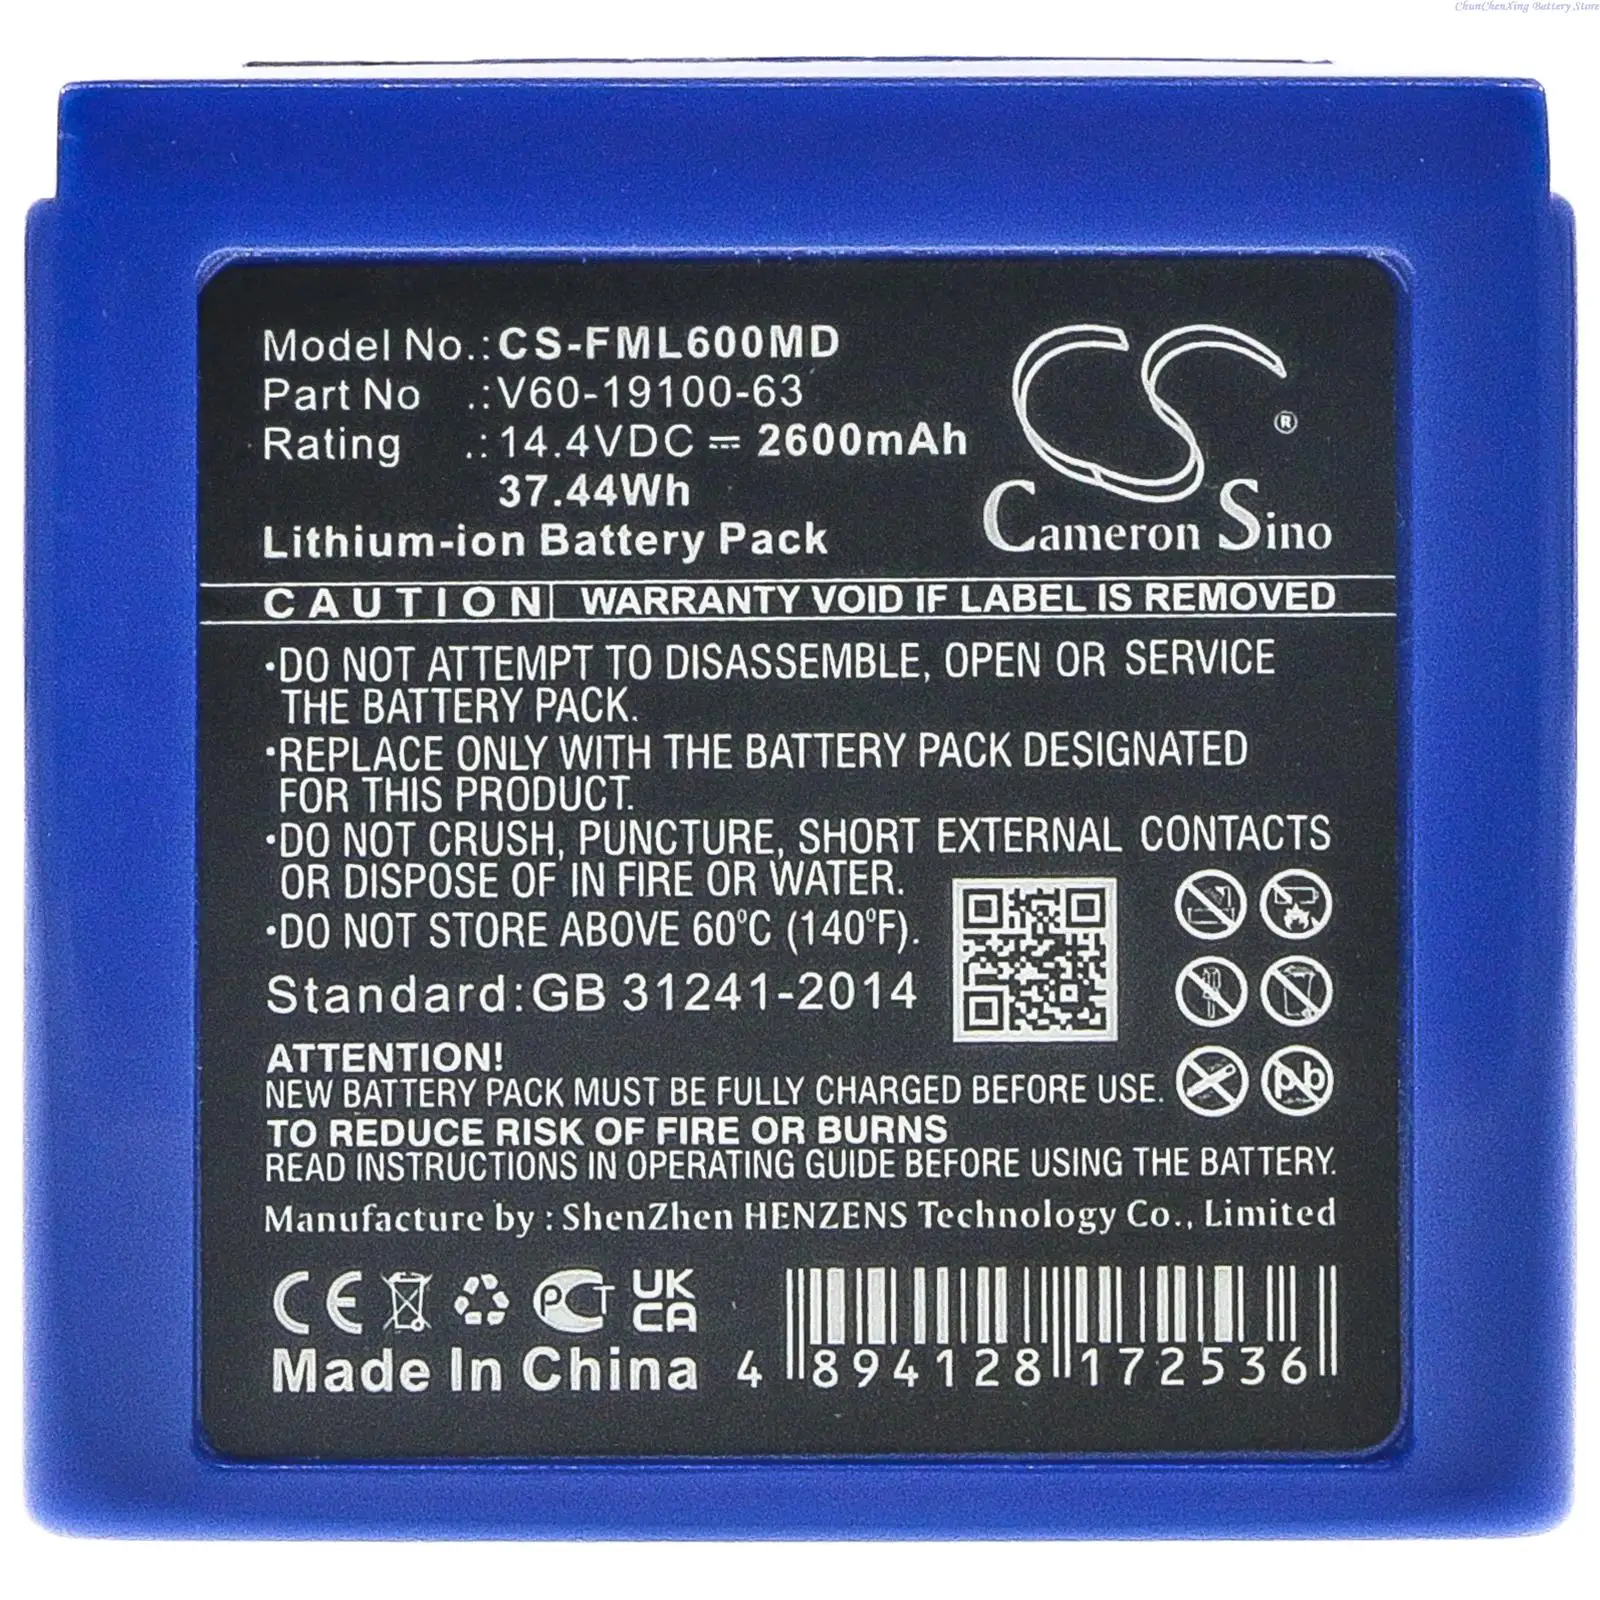 ChunChenXing Battery Store
Model No.:CS-FML600MD
Part No .:V60-19100-63
Rating .:14.4VDC ⎓ 2600mAh
37.44Wh
Lithium-ion Battery Pack
CS
®
Cameron Sino
CAUTION WARRANTY VOID IF LABEL IS REMOVED
•DO NOT ATTEMPT TO DISASSEMBLE, OPEN OR SERVICE
THE BATTERY PACK.
•REPLACE ONLY WITH THE BATTERY PACK DESIGNATED
FOR THIS PRODUCT.
•DO NOT CRUSH, PUNCTURE, SHORT EXTERNAL CONTACTS
OR DISPOSE OF IN FIRE OR WATER.
•DO NOT STORE ABOVE 60°C (140°F).
Standard:GB 31241-2014
Pb
ATTENTION!
NEW BATTERY PACK MUST BE FULLY CHARGED BEFORE USE.
TO REDUCE RISK OF FIRE OR BURNS
READ INSTRUCTIONS IN OPERATING GUIDE BEFORE USING THE BATTERY.
Manufacture by : ShenZhen HENZENS Technology Co., Limited
CE PCT UK
CA
Made In China
4 894128 172536